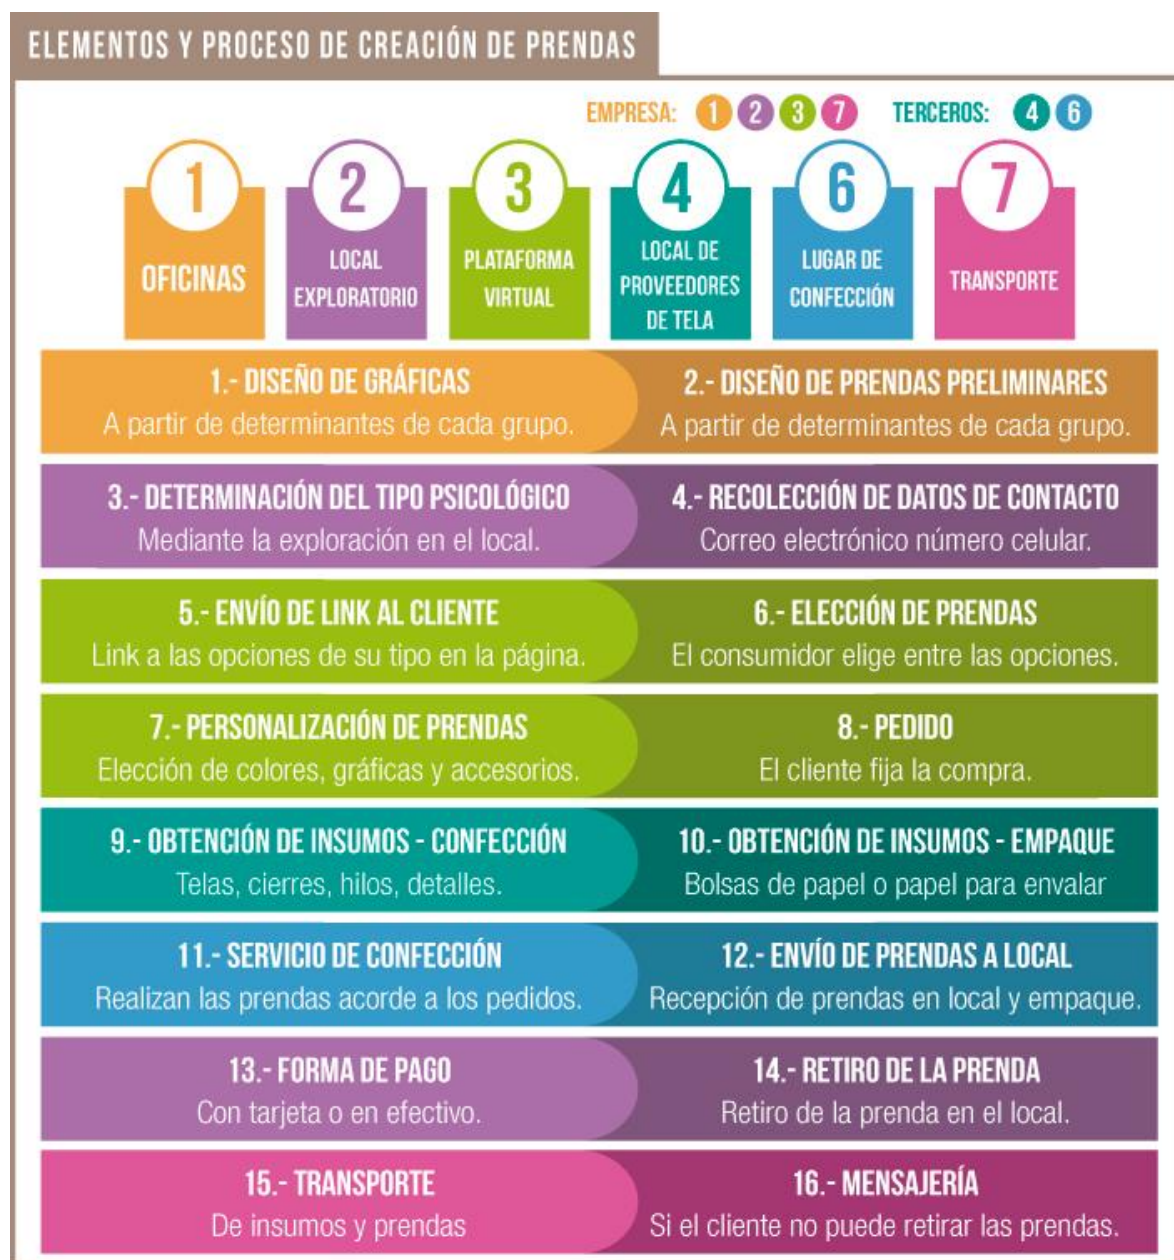 ELEMENTOS Y PROCESO DE CREACIÓN DE PRENDAS
EMPRESA: 1 2 3 7 TERCEROS: 4 6
1
OFICINAS
2
LOCAL
EXPLORATORIO
3
PLATAFORMA
VIRTUAL
4
LOCAL DE
PROVEEDORES
DE TELA
6
LUGAR DE
CONFECCIÓN
7
TRANSPORTE
1.- DISEÑO DE GRÁFICAS
A partir de determinantes de cada grupo.
2.- DISEÑO DE PRENDAS PRELIMINARES
A partir de determinantes de cada grupo.
3.- DETERMINACIÓN DEL TIPO PSICOLÓGICO
Mediante la exploración en el local.
4.- RECOLECCIÓN DE DATOS DE CONTACTO
Correo electrónico número celular.
5.- ENVÍO DE LINK AL CLIENTE
Link a las opciones de su tipo en la página.
6.- ELECCIÓN DE PRENDAS
El consumidor elige entre las opciones.
7.- PERSONALIZACIÓN DE PRENDAS
Elección de colores, gráficas y accesorios.
8.- PEDIDO
El cliente fija la compra.
9.- OBTENCIÓN DE INSUMOS - CONFECCIÓN
Telas, cierres, hilos, detalles.
10.- OBTENCIÓN DE INSUMOS - EMPAQUE
Bolsas de papel o papel para envalar
11.- SERVICIO DE CONFECCIÓN
Realizan las prendas acorde a los pedidos.
12.- ENVÍO DE PRENDAS A LOCAL
Recepción de prendas en local y empaque.
13.- FORMA DE PAGO
Con tarjeta o en efectivo.
14.- RETIRO DE LA PRENDA
Retiro de la prenda en el local.
15.- TRANSPORTE
De insumos y prendas
16.- MENSAJERÍA
Si el cliente no puede retirar las prendas.